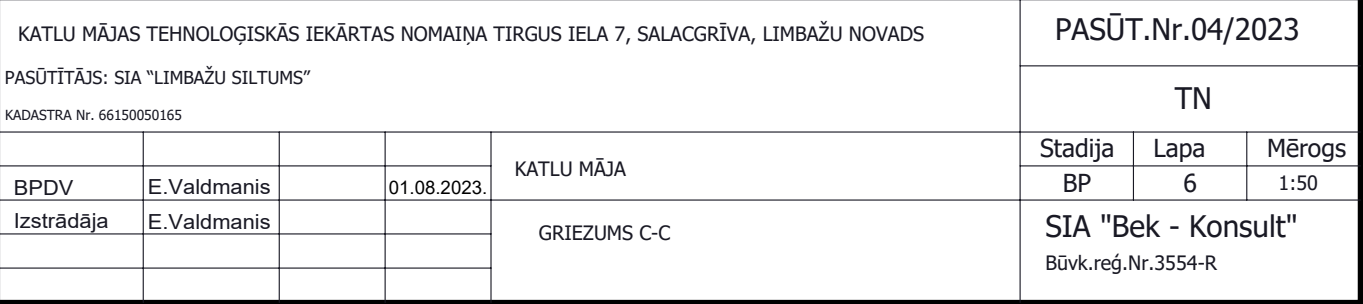 KATLU MĀJAS TEHNOLOĢISKĀS IEKĀRTAS NOMAIŅA TIRGUS IELA 7, SALACGRĪVA, LIMBAŽU NOVADS
PASŪTĪTĀJS: SIA “LIMBAŽU SILTUMS”
KADASTRA Nr. 66150050165
PASŪT.Nr.04/2023
TN
Stadija Lapa Mērogs
BP 6 1:50
BPDV E.Valdmanis 01.08.2023.
Izstrādāja E.Valdmanis
KATLU MĀJA
GRIEZUMS C-C
SIA "Bek - Konsult"
Būvk.reģ.Nr.3554-R